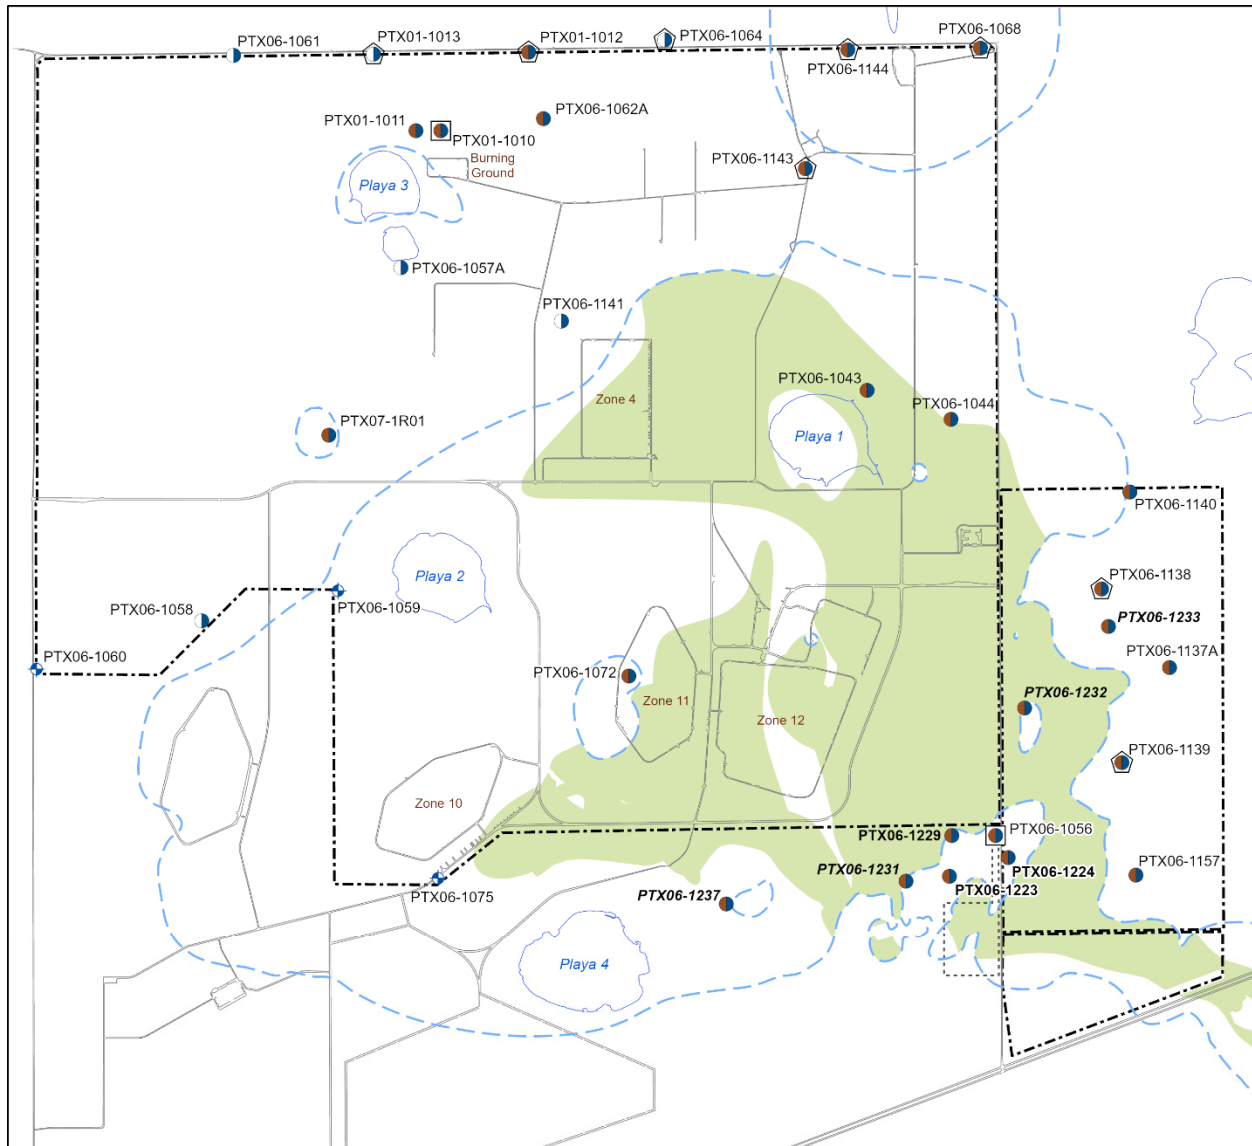 PTX06-1061
PTX01-1013
PTX01-1012
PTX06-1064
PTX06-1068
PTX06-1144
PTX06-1062A
PTX01-1011
PTX01-1010
Burning
Ground
PTX06-1143
Playa 3
PTX06-1057A
PTX06-1141
PTX06-1043
Zone 4
PTX06-1044
PTX07-1R01
Playa 1
PTX06-1140
Playa 2
PTX06-1138
PTX06-1059
PTX06-1058
PTX06-1233
PTX06-1060
PTX06-1137A
PTX06-1072
Zone 11
PTX06-1232
Zone 12
PTX06-1139
Zone 10
PTX06-1229
PTX06-1056
PTX06-1157
PTX06-1224
PTX06-1231
PTX06-1223
PTX06-1075
PTX06-1237
Playa 4